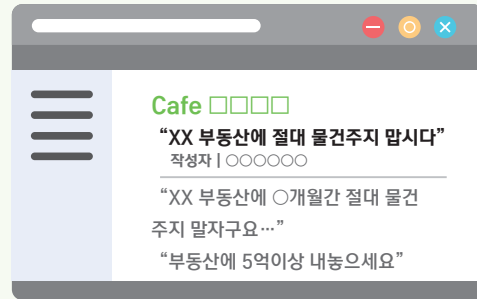 Cafe □□□□
“XX 부동산에 절대 물건주지 맙시다”
작성자 | ○○○○○○
“XX 부동산에 ○개월간 절대 물건
주지 말자구요…”
“부동산에 5억이상 내놓으세요”